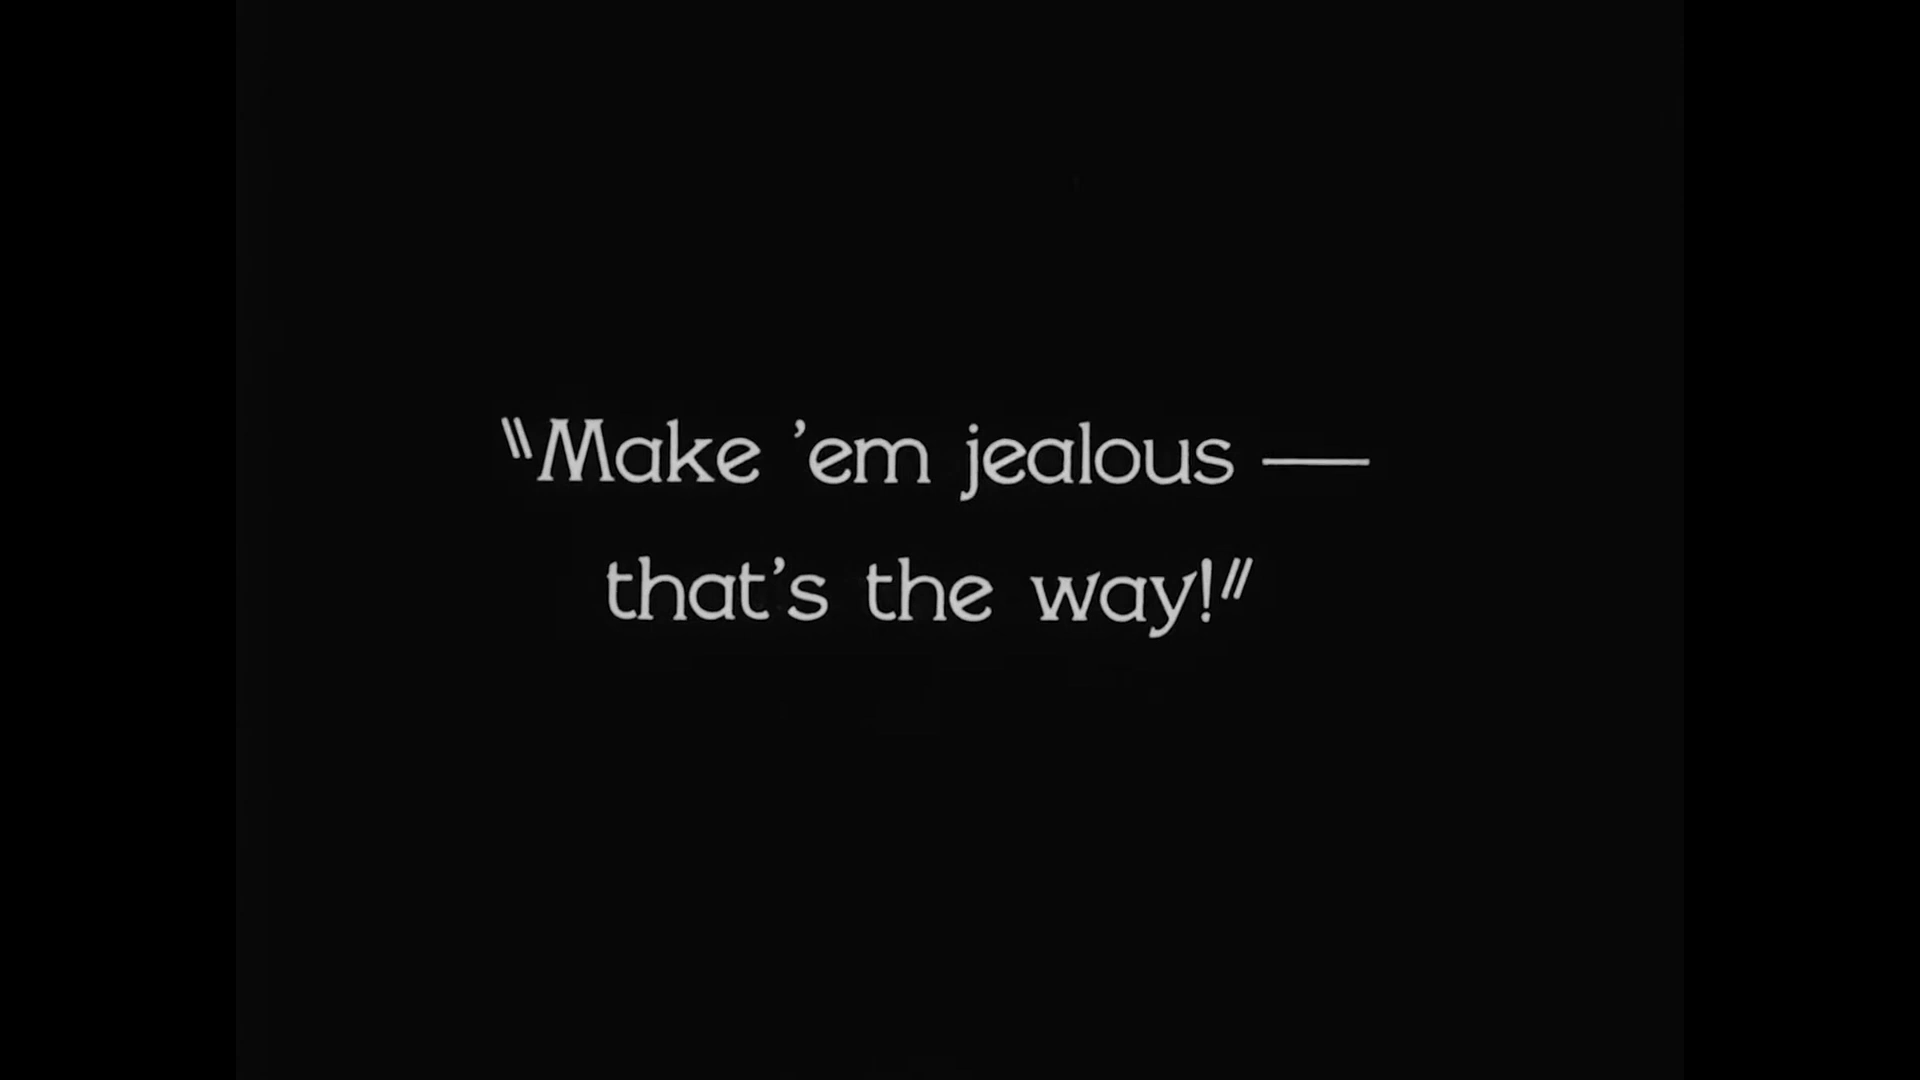 "Make 'em jealous —
that's the way!"